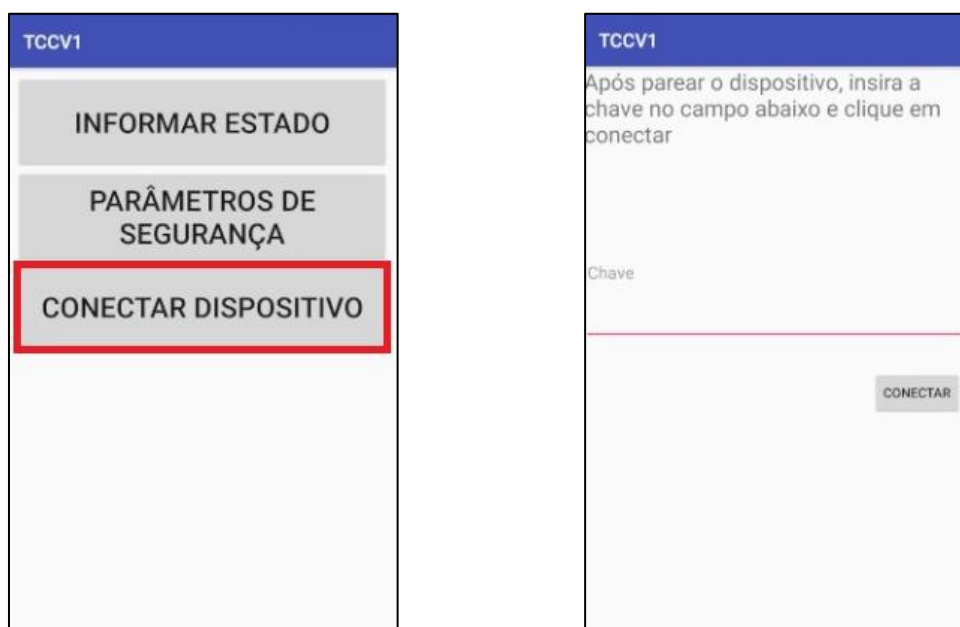 TCCV1
INFORMAR ESTADO
PARÂMETROS DE
SEGURANÇA
CONECTAR DISPOSITIVO
TCCV1
Após parear o dispositivo, insira a
chave no campo abaixo e clique em
conectar
Chave
CONECTAR